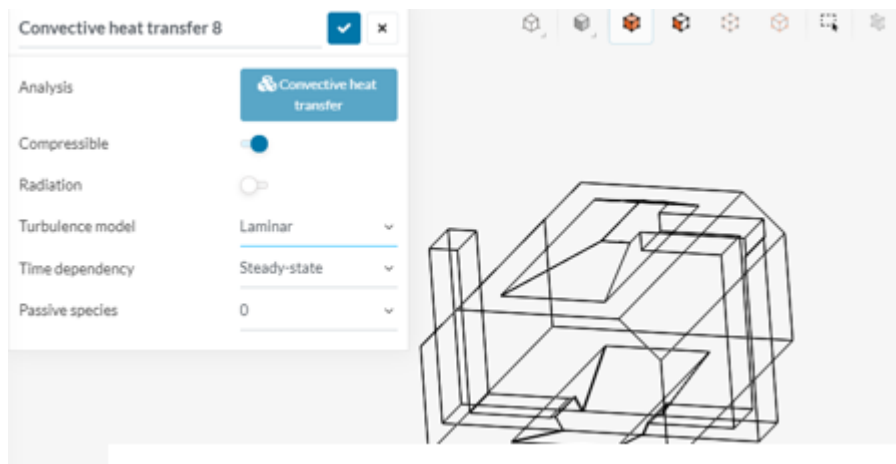 Convective heat transfer 8
Analysis
Convective heat
transfer
Compressible
Radiation
Turbulence model Laminar
Time dependency Steady-state
Passive species 0